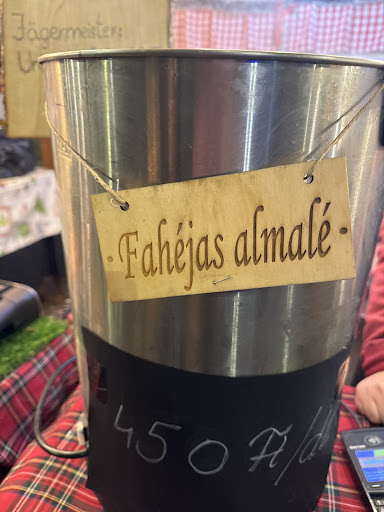 Jägermeister:
Fahéjas almalé
450 Ft/dl